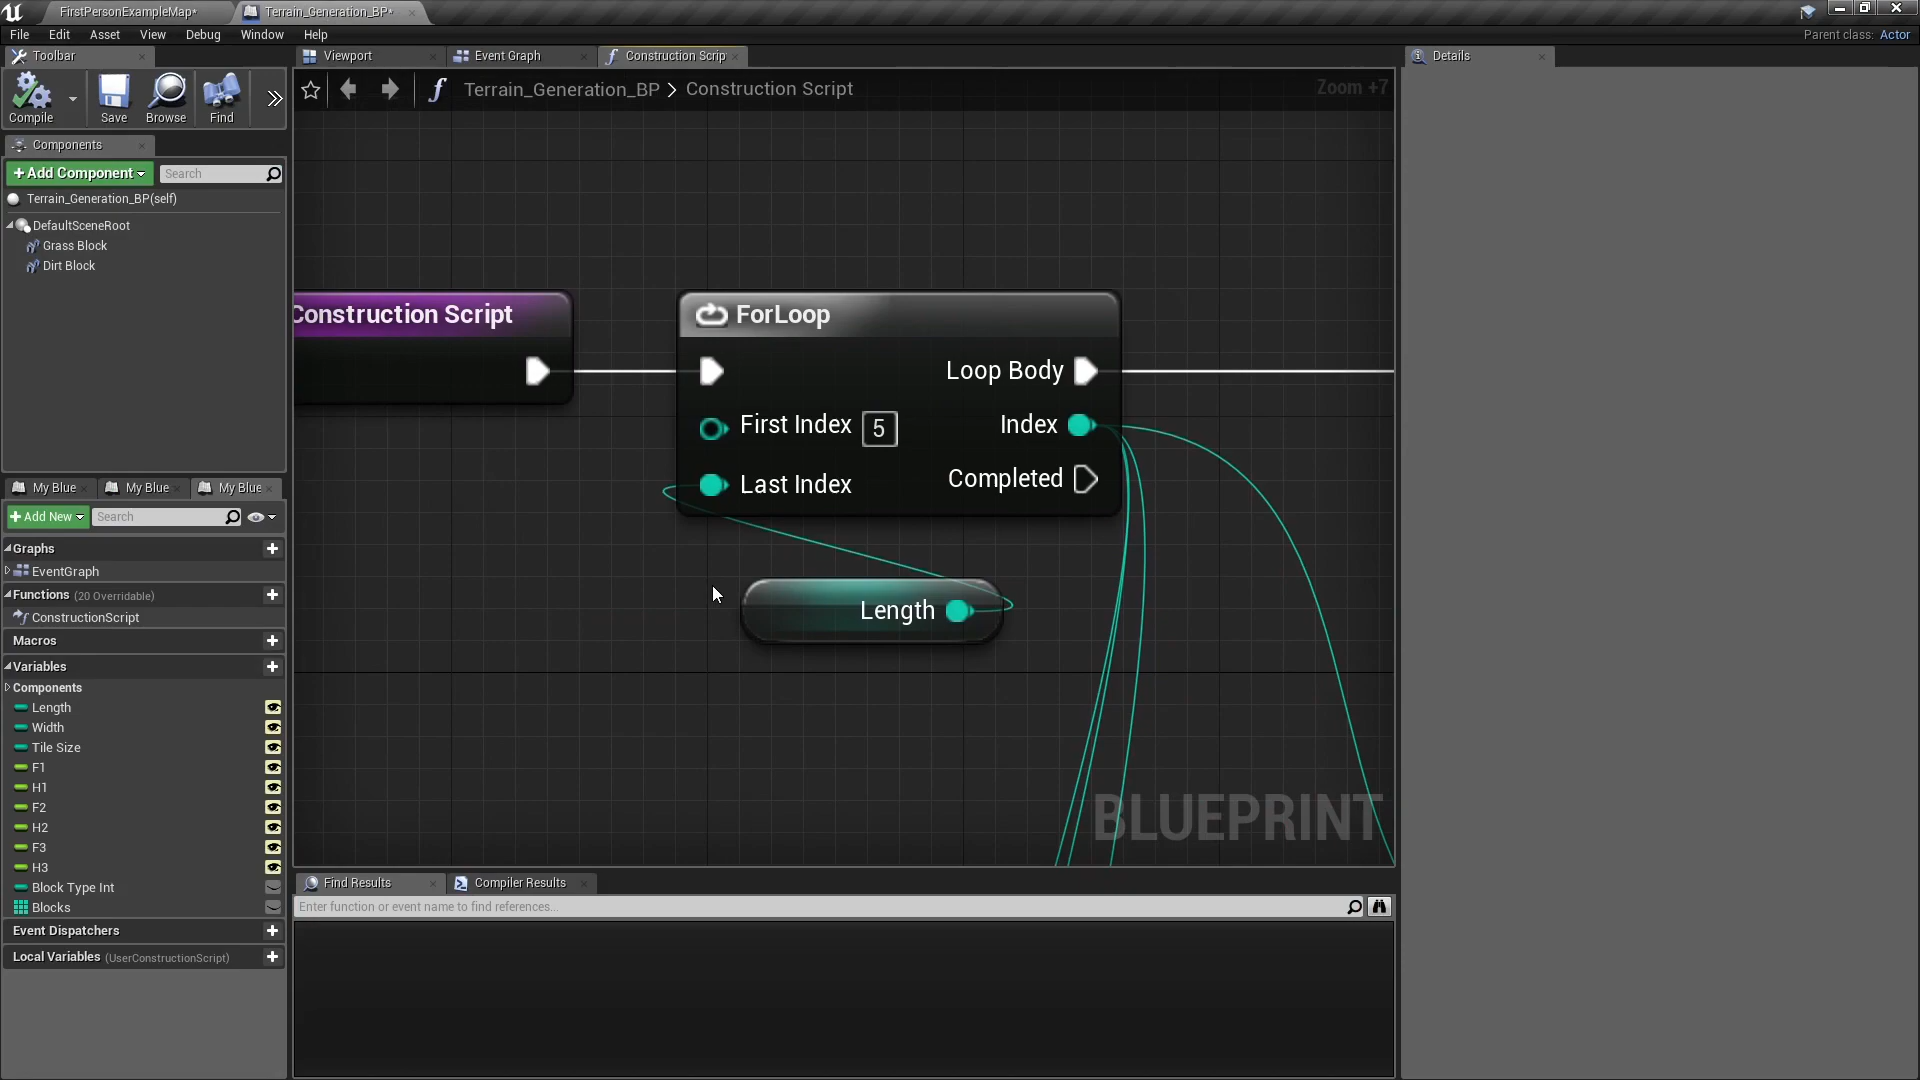 FirstPersonExampleMap*
Terrain_Generation_BP*
File Edit Asset View Debug Window Help
Parent class: Actor
Toolbar
Compile Save Browse Find
Components
+Add Component Search
Terrain_Generation_BP(self)
DefaultSceneRoot
Grass Block
Dirt Block
My Blue My Blue My Blue
+Add New Search
Graphs
EventGraph
Functions (20 Overridable)
ConstructionScript
Macros
Variables
Components
Length
Width
Tile Size
F1
H1
F2
H2
F3
H3
Block Type Int
Blocks
Event Dispatchers
Local Variables (UserConstructionScript)
Viewport Event Graph Construction Scrip
Terrain_Generation_BP > Construction Script
Zoom +7
Construction Script
ForLoop
Loop Body
First Index 5
Index
Last Index
Completed
Length
BLUEPRINT
Find Results Compiler Results
Enter function or event name to find references...
Details